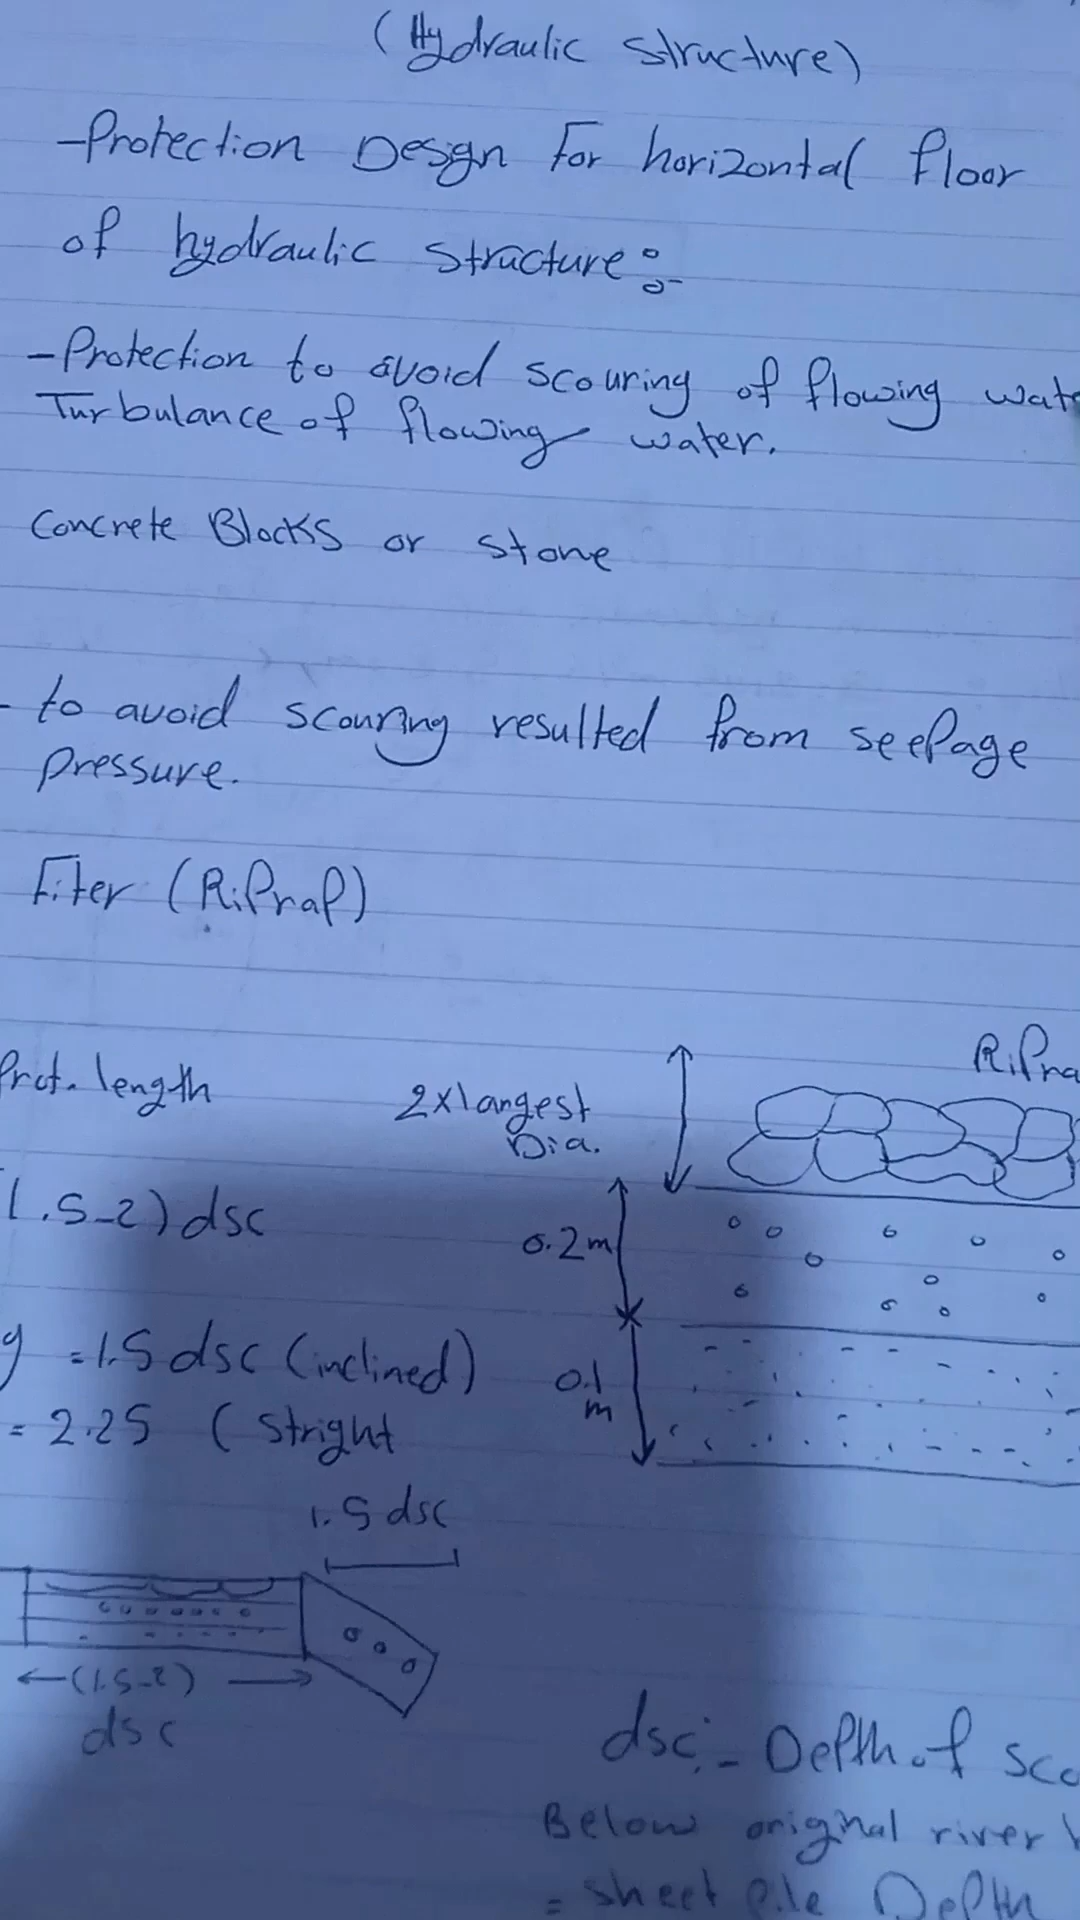 (Hydraulic structure)
-Protection Design For horizontal floor
of hydraulic structure:-
-Protection to avoid scouring of flowing wate
Turbulance of flowing water.
Concrete Blocks or stone
- to avoid scouring resulted from seepage
pressure.
Fiter (RiPraP)
Prot. length
2xlargest
Dia.
RiPra
1.5-2) dsc
0.2m
y = 1.5 dsc (inclined)
= 2.25 (stright
0.1
m
1.5 dsc
(1.5-2)
dsc
dsc:- Depth of sco
Below original river b
= sheet Pile Depth